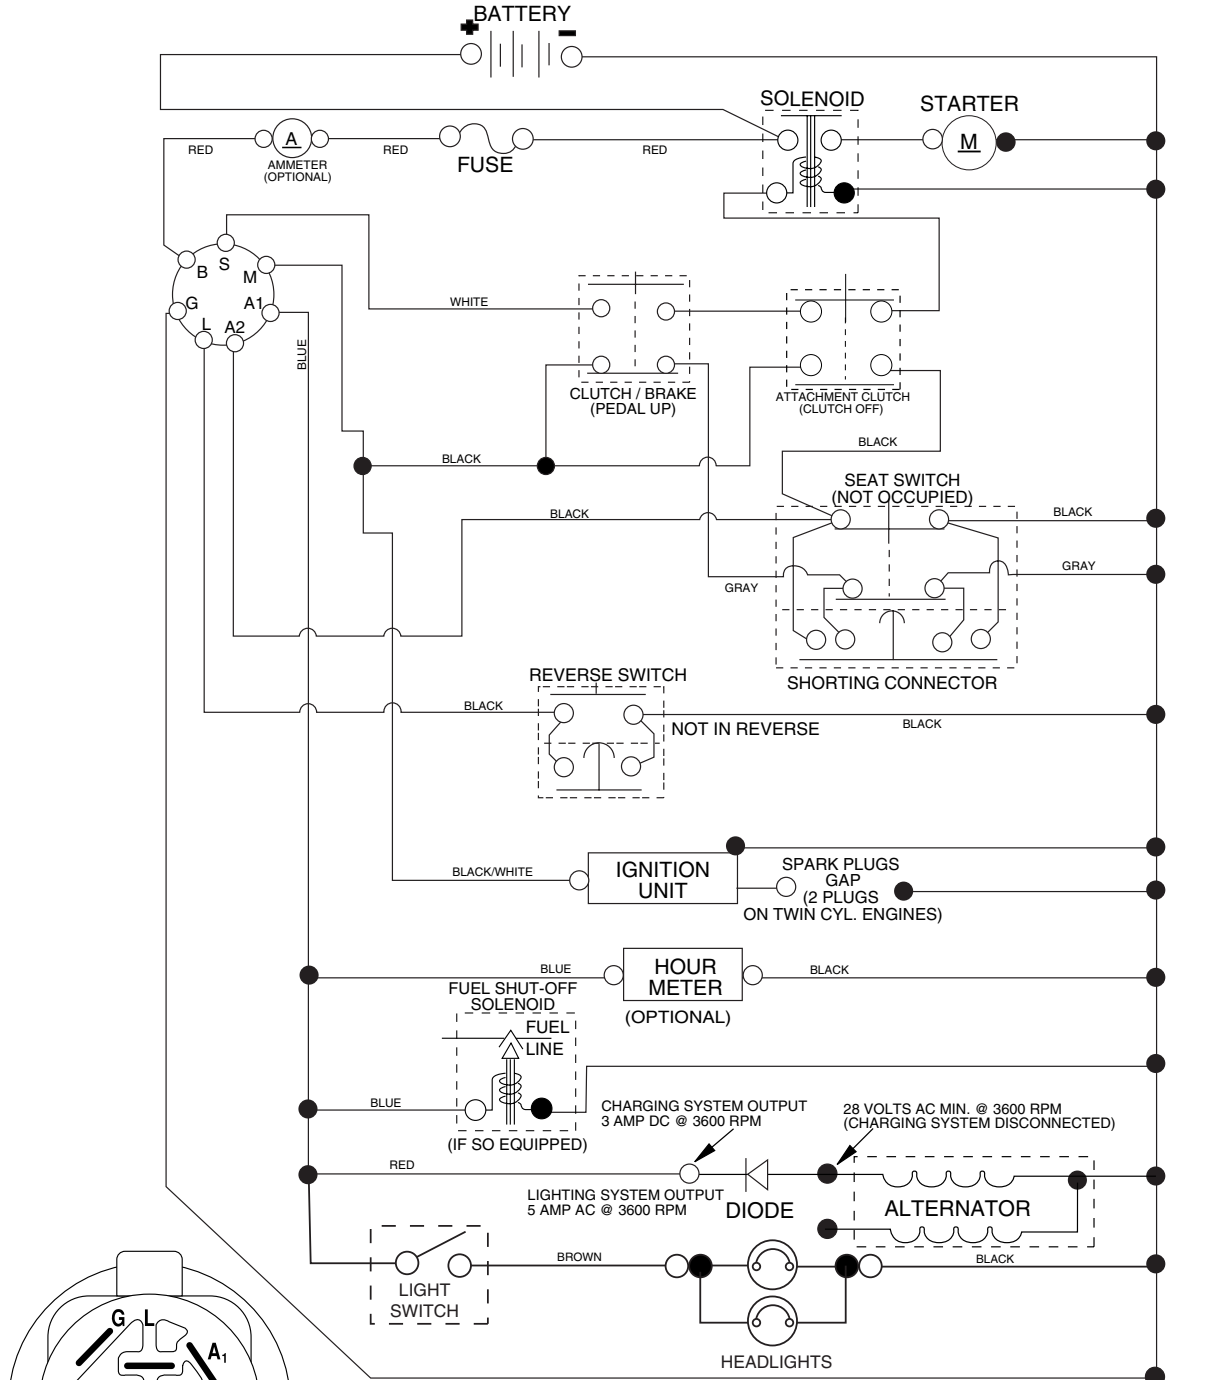 BATTERY
SOLENOID
STARTER
M
A
RED
RED
RED
AMMETER
(OPTIONAL)
FUSE
B
S
M
G
A1
L
A2
BLUE
WHITE
CLUTCH / BRAKE
(PEDAL UP)
ATTACHMENT CLUTCH
(CLUTCH OFF)
BLACK
BLACK
SEAT SWITCH
(NOT OCCUPIED)
BLACK
BLACK
GRAY
GRAY
SHORTING CONNECTOR
REVERSE SWITCH
BLACK
NOT IN REVERSE
BLACK
BLACK/WHITE
IGNITION
UNIT
SPARK PLUGS
GAP
(2 PLUGS
ON TWIN CYL. ENGINES)
BLUE
HOUR
METER
BLACK
(OPTIONAL)
FUEL SHUT-OFF
SOLENOID
FUEL
LINE
BLUE
(IF SO EQUIPPED)
CHARGING SYSTEM OUTPUT
3 AMP DC @ 3600 RPM
28 VOLTS AC MIN. @ 3600 RPM
(CHARGING SYSTEM DISCONNECTED)
RED
LIGHTING SYSTEM OUTPUT
5 AMP AC @ 3600 RPM
DIODE
ALTERNATOR
BROWN
BLACK
LIGHT
SWITCH
HEADLIGHTS
G L
A1